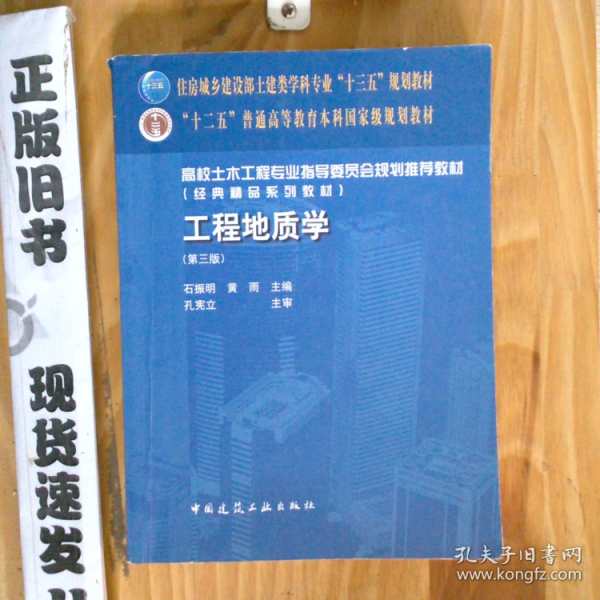 正版旧书
现货速发
十三五
住房城乡建设部土建类学科专业“十三五”规划教材
“十二五”普通高等教育本科国家级规划教材
高校土木工程专业指导委员会规划推荐教材
(经典精品系列教材)
工程地质学
(第三版)
石振明 黄雨 主编
孔宪立 主审
中国建筑工业出版社
孔夫子旧书网
www.kongfz.com